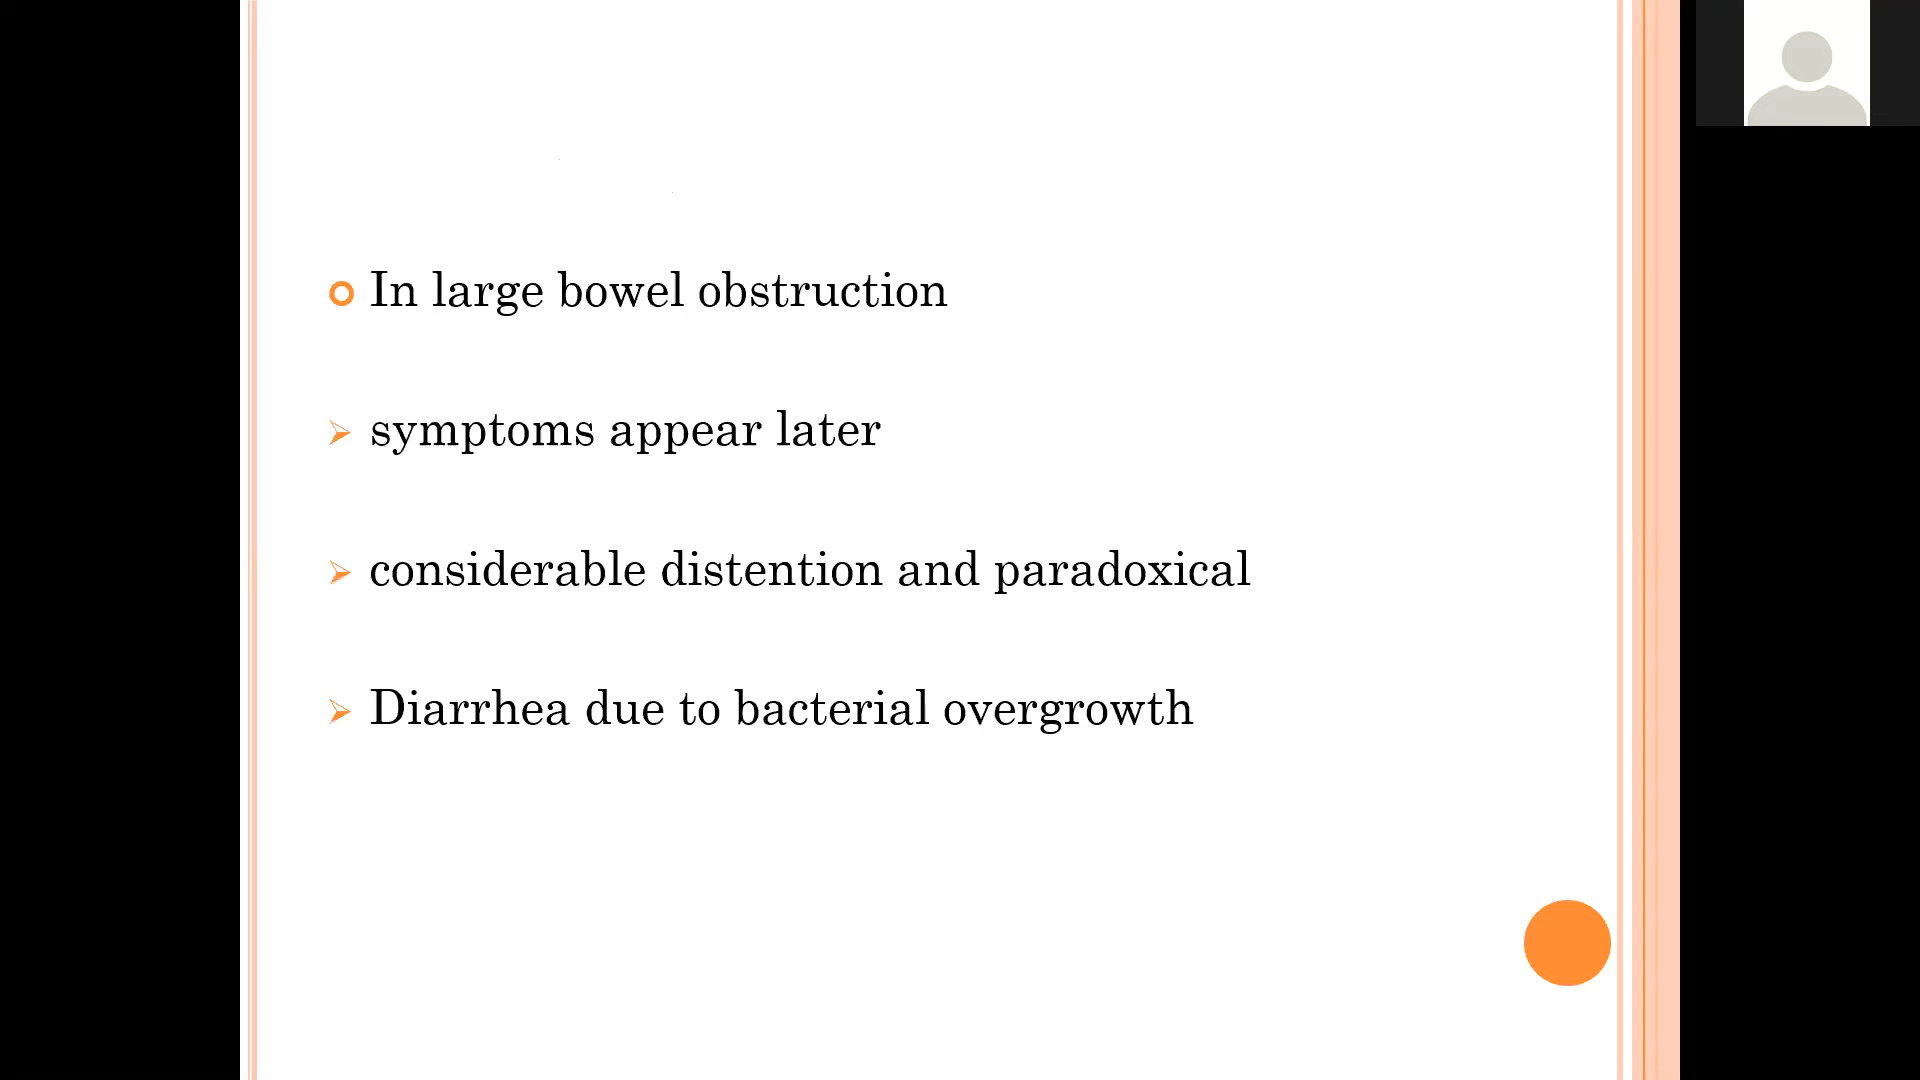 In large bowel obstruction
symptoms appear later
considerable distention and paradoxical
Diarrhea due to bacterial overgrowth